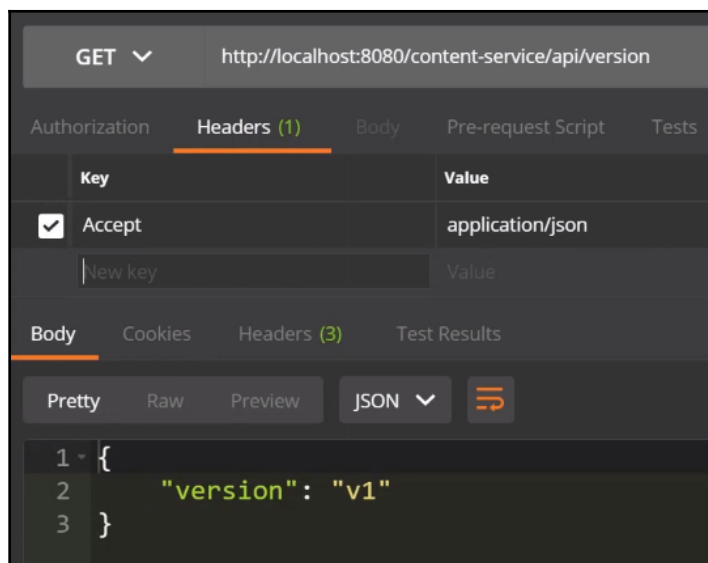 GET http://localhost:8080/content-service/api/version
Authorization Headers (1) Body Pre-request Script Tests
Key Value
Accept application/json
New key Value
Body Cookies Headers (3) Test Results
Pretty Raw Preview JSON
1 {
2 "version": "v1"
3 }